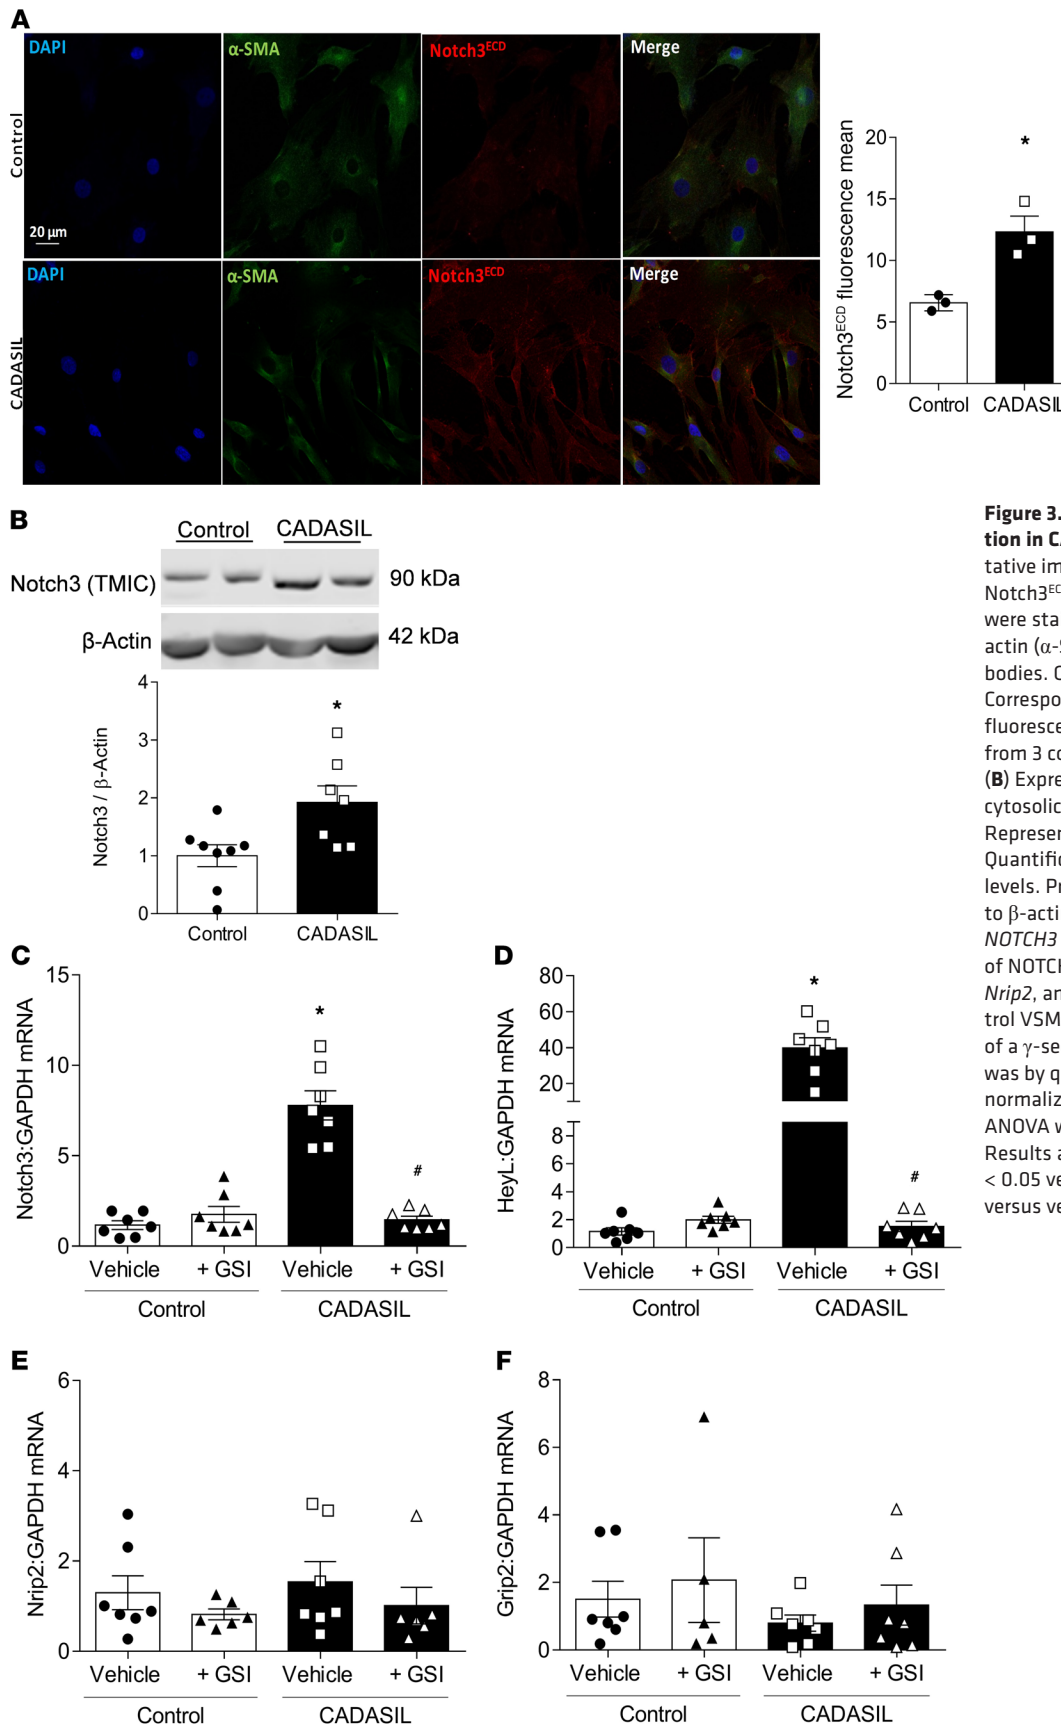 A
DAPI
α-SMA
Notch3ECD
Merge
Control
20 µm
DAPI
α-SMA
Notch3ECD
Merge
CADASIL
Notch3ECD fluorescence mean
20
15
10
5
0
*
Control
CADASIL
B
Control
CADASIL
Notch3 (TMIC)
90 kDa
β-Actin
42 kDa
Notch3 / β-Actin
4
3
2
1
0
*
Control
CADASIL
Figure 3.
tion in CA
tative im
Notch3EC
were sta
actin (α-S
bodies. C
Correspo
fluoresce
from 3 co
(B) Expre
cytosolic
Represer
Quantific
levels. Pr
to β-acti
NOTCH3
of NOTCH
Nrip2, ar
trol VSM
of a γ-se
was by q
normaliz
ANOVA w
Results a
< 0.05 ve
versus ve
C
Notch3:GAPDH mRNA
15
10
5
0
*
#
Vehicle
+ GSI
Vehicle
+ GSI
Control
CADASIL
D
HeyL:GAPDH mRNA
80
60
40
20
8
6
4
2
0
*
#
Vehicle
+ GSI
Vehicle
+ GSI
Control
CADASIL
E
Nrip2:GAPDH mRNA
6
4
2
0
Vehicle
+ GSI
Vehicle
+ GSI
Control
CADASIL
F
Grip2:GAPDH mRNA
8
6
4
2
0
Vehicle
+ GSI
Vehicle
+ GSI
Control
CADASIL